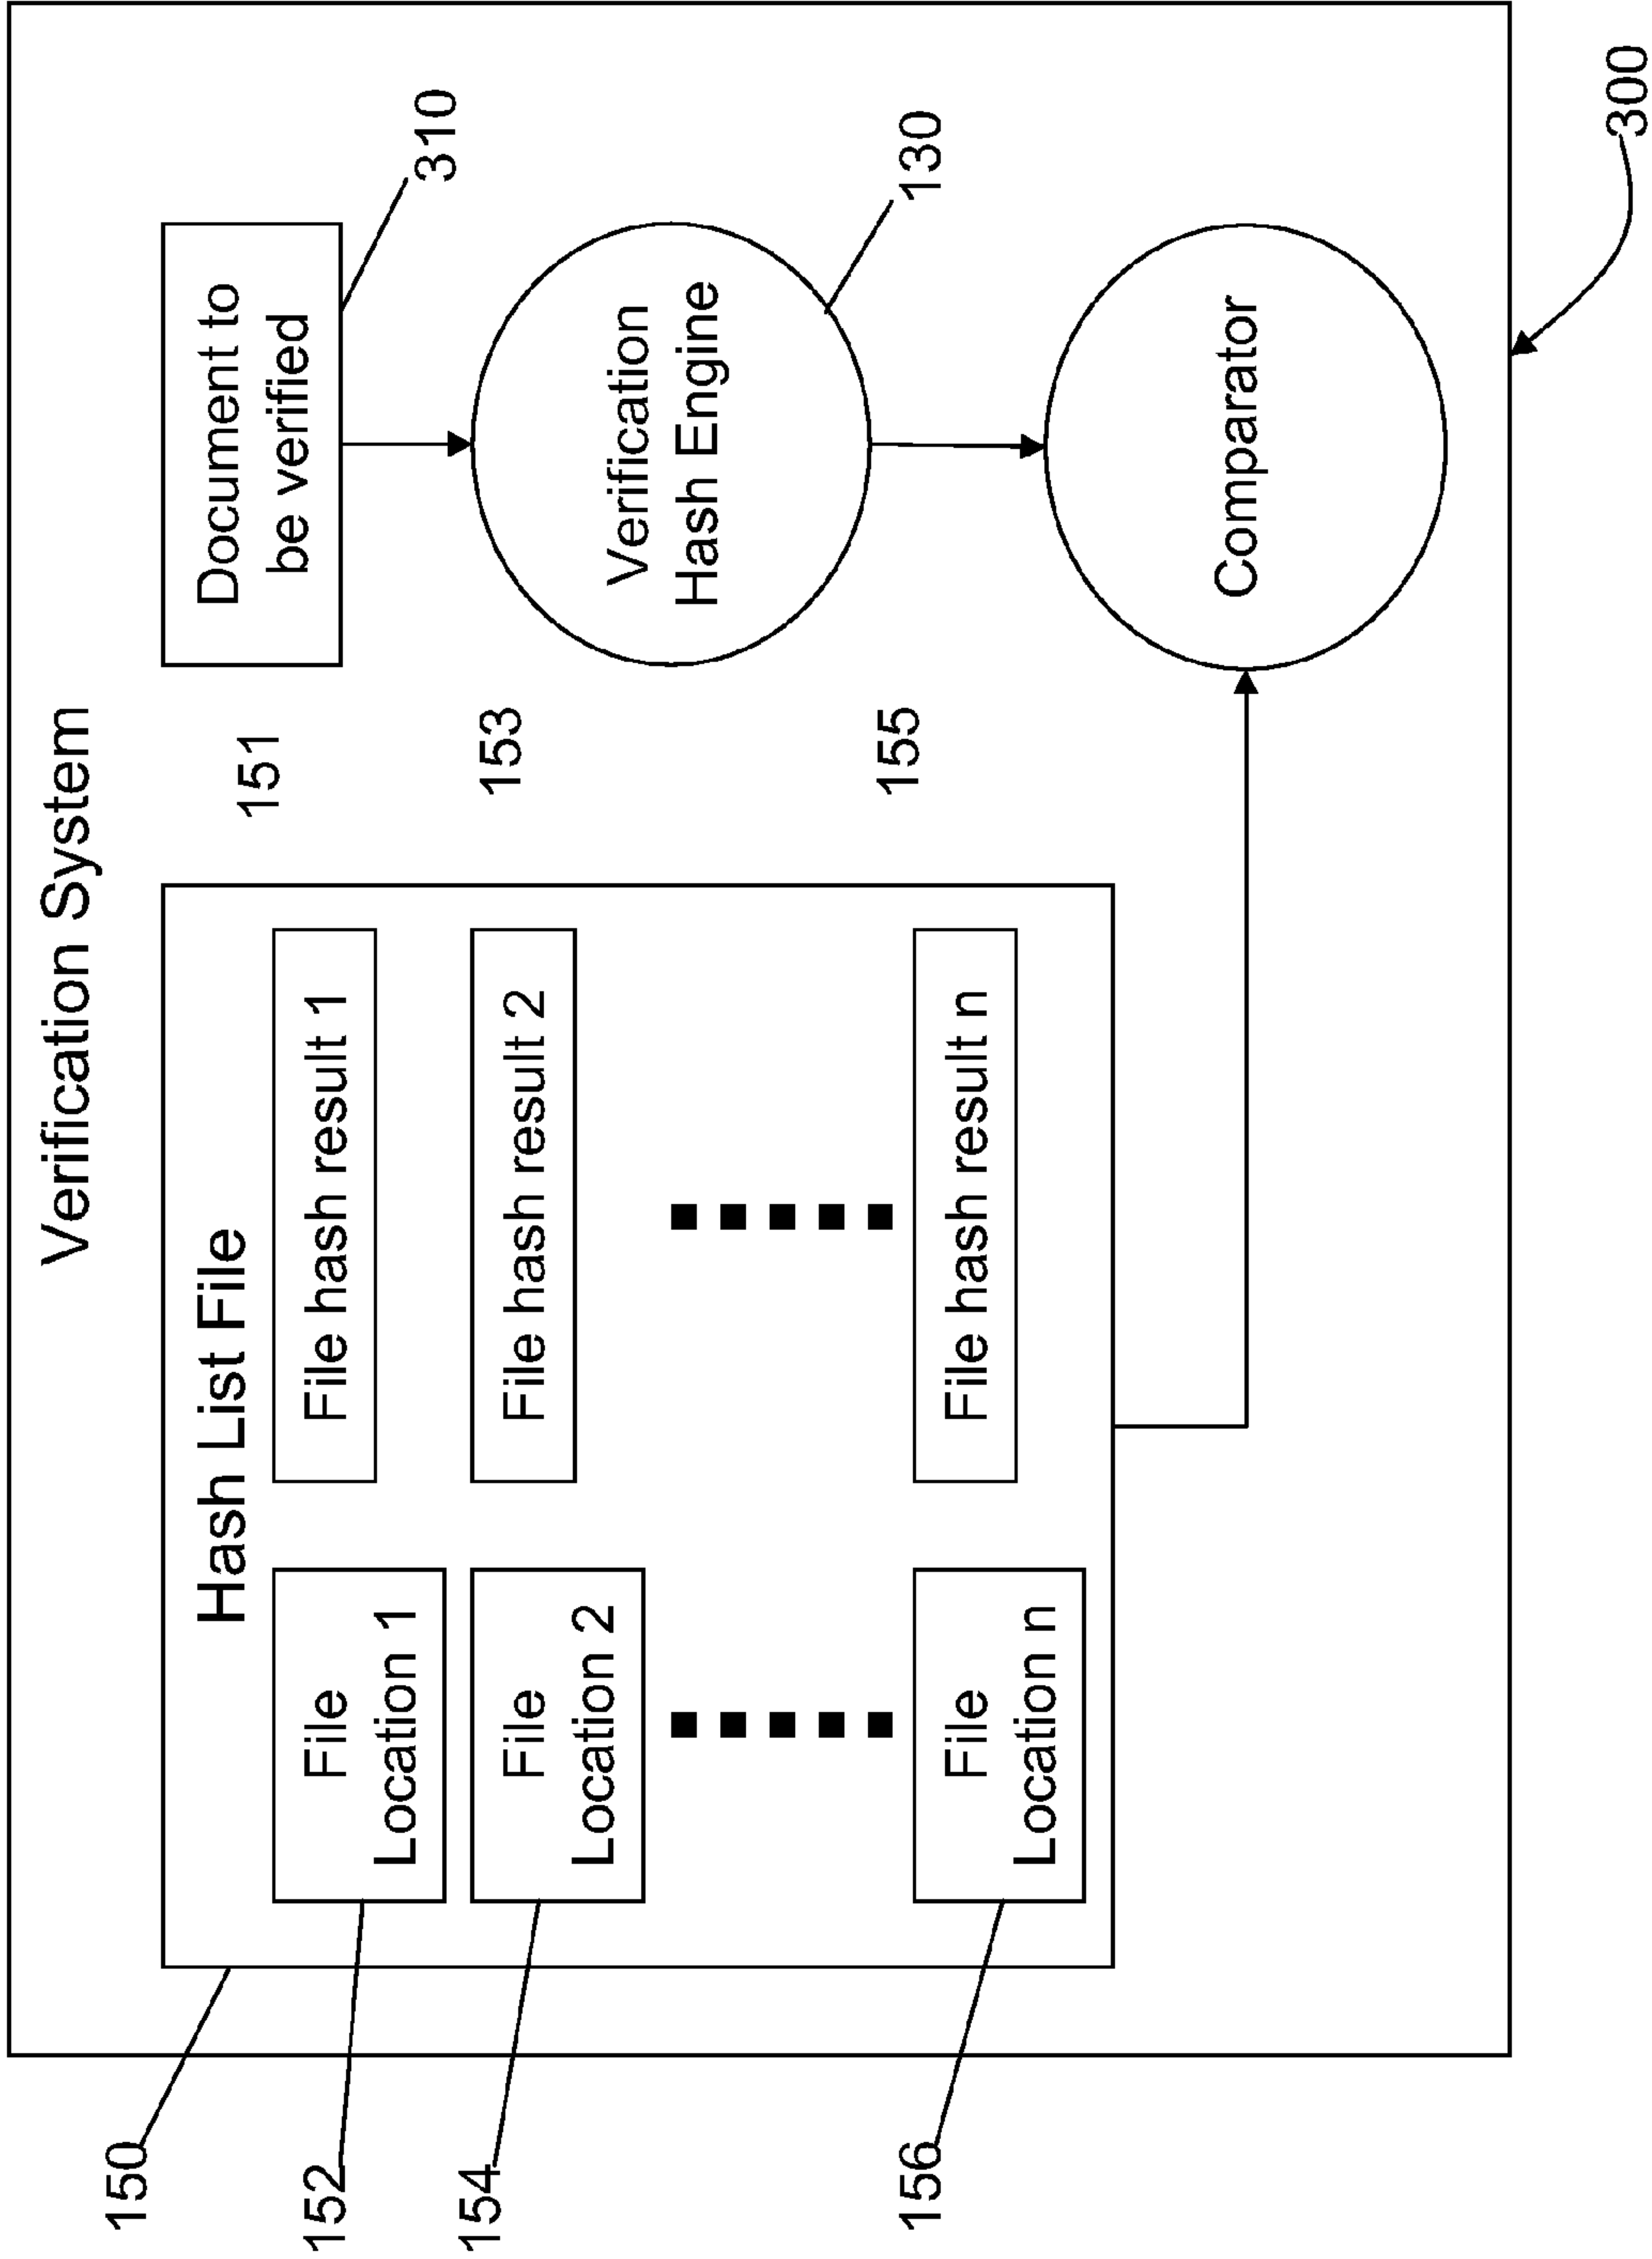 Verification System
Hash List File
150
152
File
Location 1
File hash result 1
151
154
File
Location 2
File hash result 2
153
156
File
Location n
File hash result n
155
Document to
be verified
310
Verification
Hash Engine
130
Comparator
300